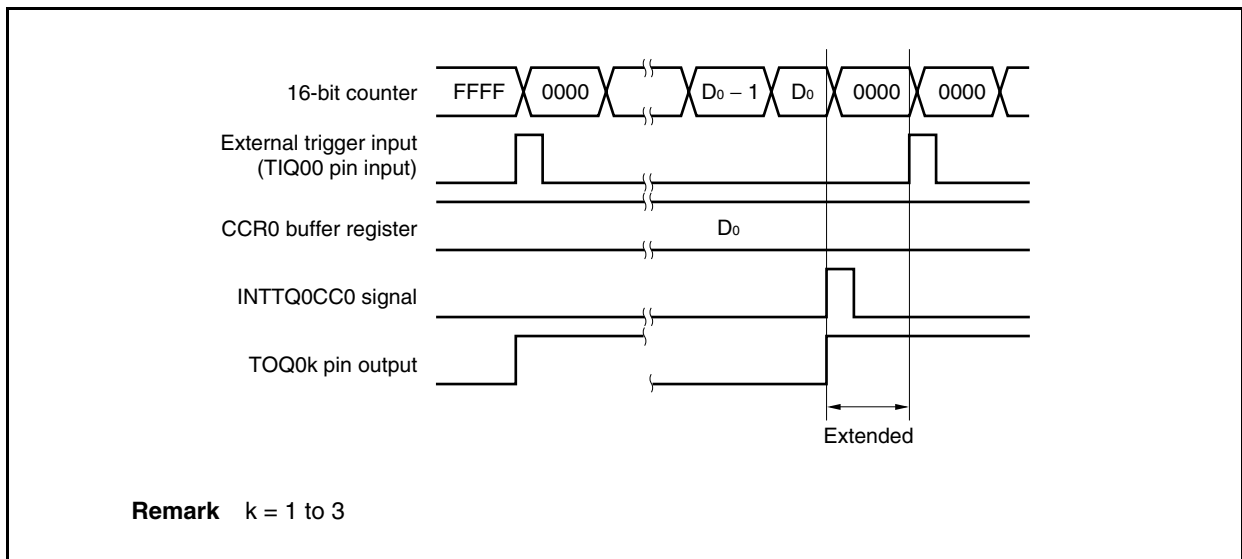 16-bit counter FFFF 0000 D₀ – 1 D₀ 0000 0000
External trigger input
(TIQ00 pin input)
CCR0 buffer register D₀
INTTQ0CC0 signal
TOQ0k pin output
Extended
Remark k = 1 to 3